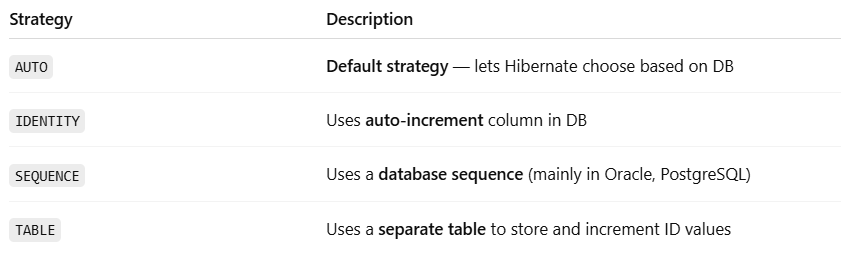 Strategy Description
AUTO Default strategy — lets Hibernate choose based on DB
IDENTITY Uses auto-increment column in DB
SEQUENCE Uses a database sequence (mainly in Oracle, PostgreSQL)
TABLE Uses a separate table to store and increment ID values